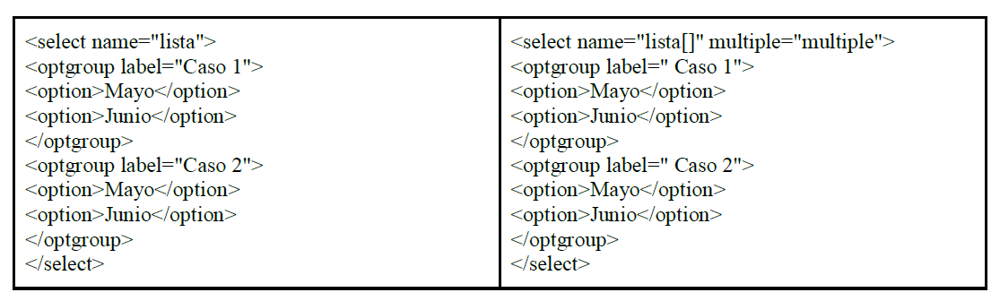 <select name="lista">
<optgroup label="Caso 1">
<option>Mayo</option>
<option>Junio</option>
</optgroup>
<optgroup label="Caso 2">
<option>Mayo</option>
<option>Junio</option>
</optgroup>
</select>
<select name="lista[]" multiple="multiple">
<optgroup label=" Caso 1">
<option>Mayo</option>
<option>Junio</option>
</optgroup>
<optgroup label=" Caso 2">
<option>Mayo</option>
<option>Junio</option>
</optgroup>
</select>